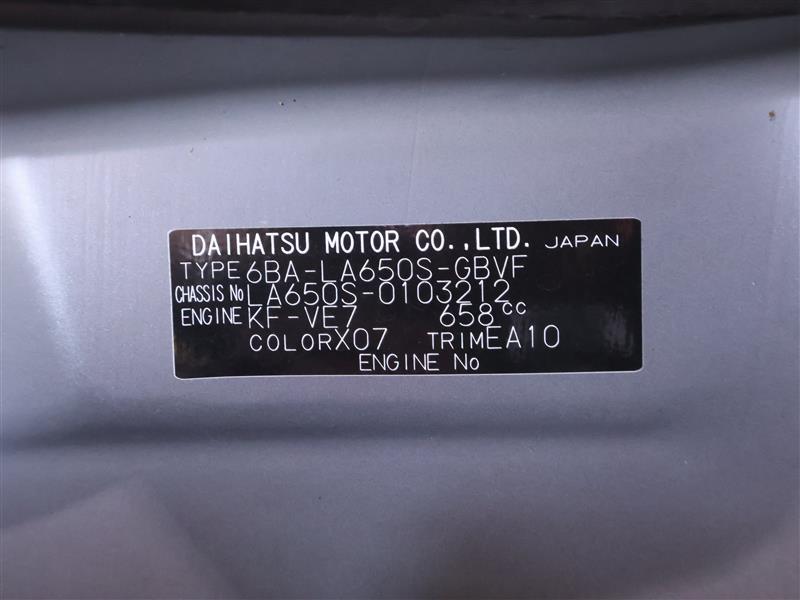 DAIHATSU MOTOR CO.,LTD. JAPAN
TYPE 6BA-LA650S-GBVF
CHASSIS No LA650S-0103212
ENGINE KF-VE7 658cc
COLOR X07 TRIM EA10
ENGINE No